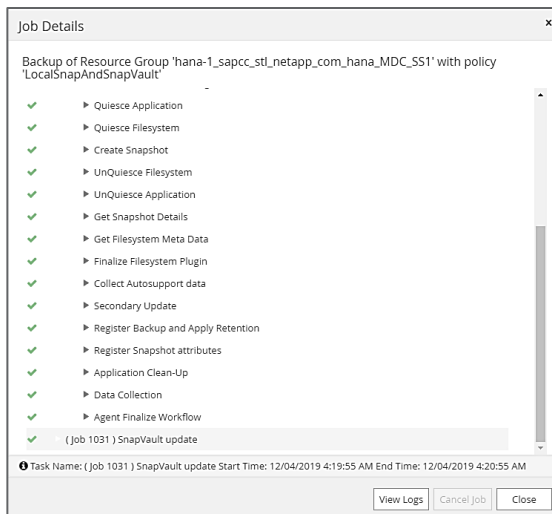 Job Details
x
Backup of Resource Group 'hana-1_sapcc_stl_netapp_com_hana_MDC_SS1' with policy
'LocalSnapAndSnapVault'
Quiesce Application
Quiesce Filesystem
Create Snapshot
UnQuiesce Filesystem
UnQuiesce Application
Get Snapshot Details
Get Filesystem Meta Data
Finalize Filesystem Plugin
Collect Autosupport data
Secondary Update
Register Backup and Apply Retention
Register Snapshot attributes
Application Clean-Up
Data Collection
Agent Finalize Workflow
( Job 1031 ) SnapVault update
Task Name: ( Job 1031 ) SnapVault update Start Time: 12/04/2019 4:19:55 AM End Time: 12/04/2019 4:20:55 AM
View Logs Cancel Job Close